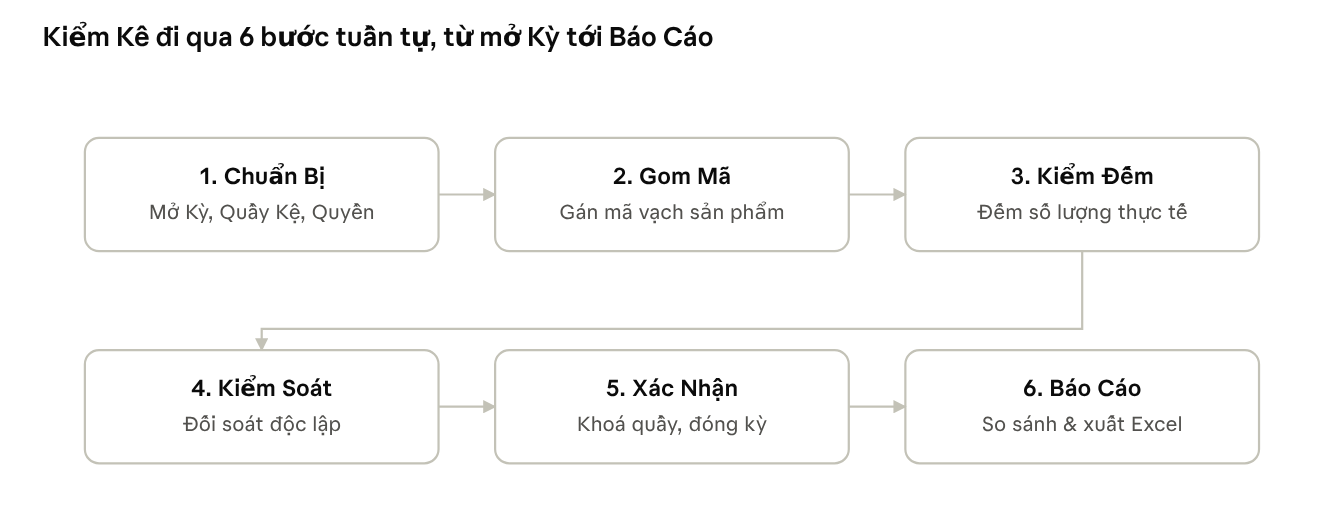 Kiểm Kê đi qua 6 bước tuần tự, từ mở Kỳ tới Báo Cáo
1. Chuẩn Bị
Mở Kỳ, Quầy Kệ, Quyền
2. Gom Mã
Gán mã vạch sản phẩm
3. Kiểm Đếm
Đếm số lượng thực tế
4. Kiểm Soát
Đối soát độc lập
5. Xác Nhận
Khoá quầy, đóng kỳ
6. Báo Cáo
So sánh & xuất Excel